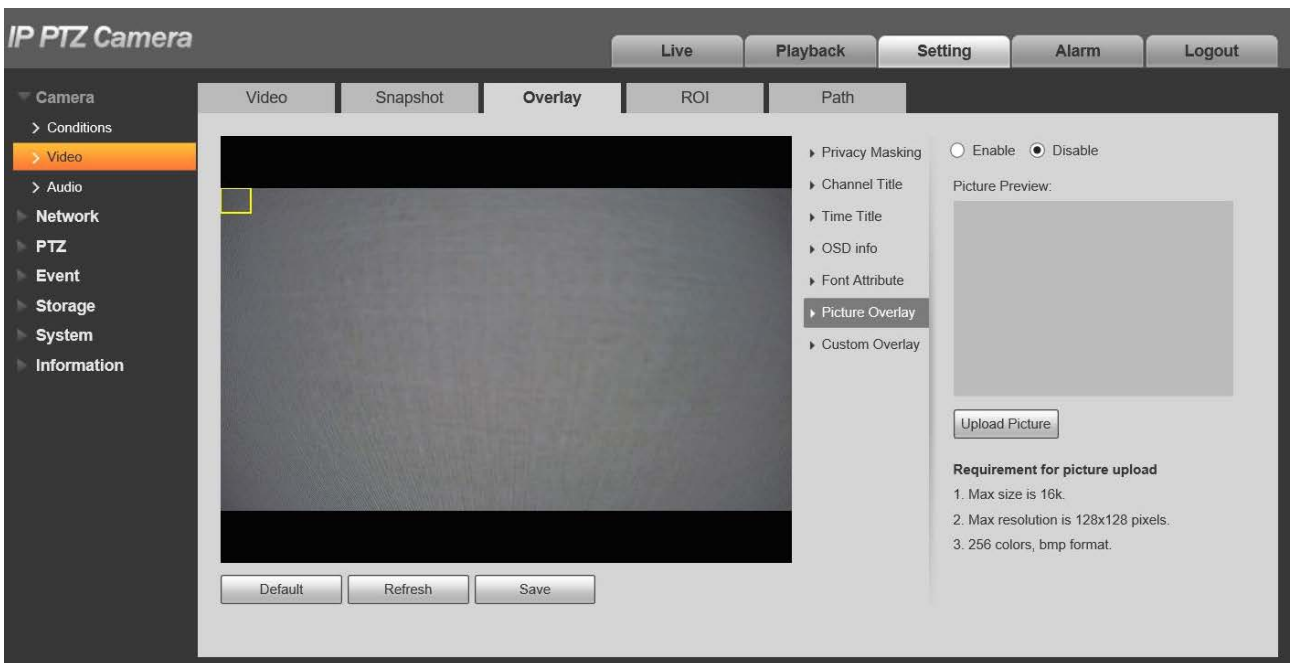 IP PTZ Camera
Live
Playback
Setting
Alarm
Logout
Camera
Conditions
Video
Audio
Network
PTZ
Event
Storage
System
Information
Video
Snapshot
Overlay
ROI
Path
Privacy Masking
Channel Title
Time Title
OSD info
Font Attribute
Picture Overlay
Custom Overlay
Enable
Disable
Picture Preview:
Upload Picture
Requirement for picture upload
1. Max size is 16k.
2. Max resolution is 128x128 pixels.
3. 256 colors, bmp format.
Default
Refresh
Save